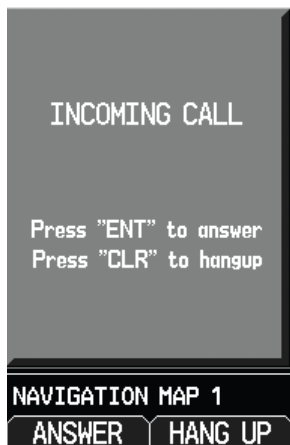 INCOMING CALL
Press "ENT" to answer
Press "CLR" to hangup
NAVIGATION MAP 1
ANSWER HANG UP